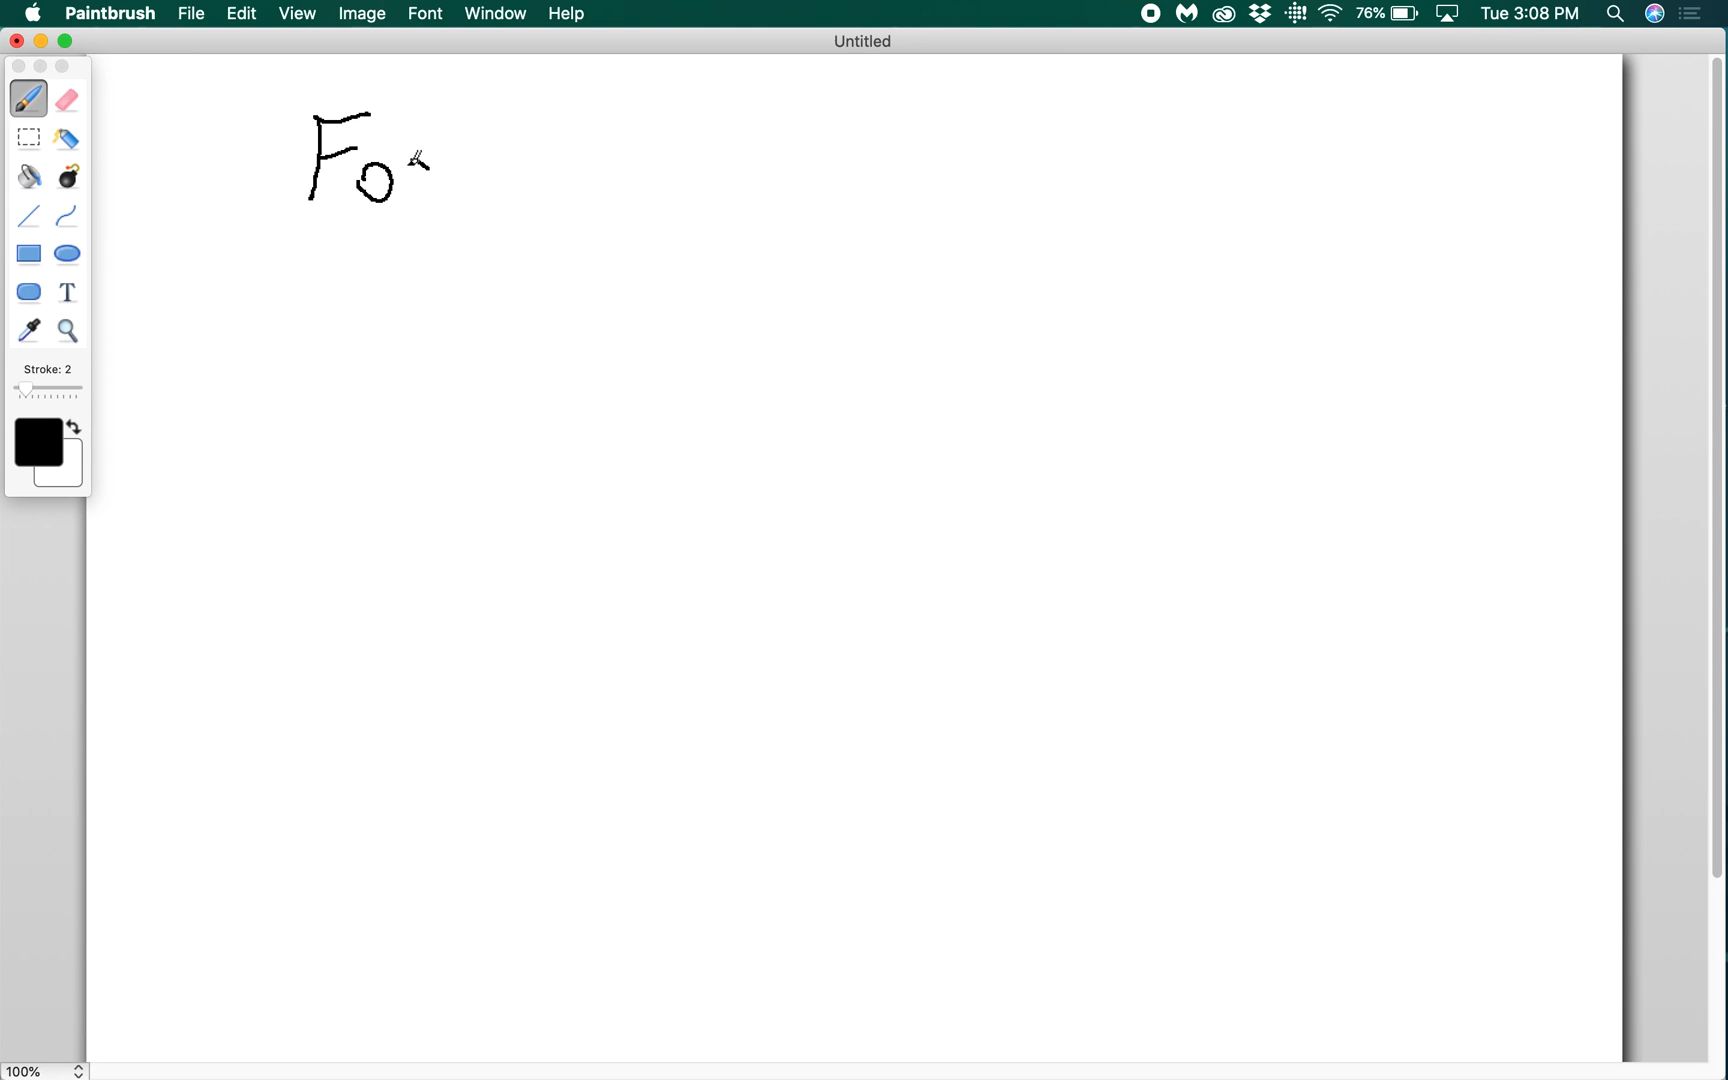 Paintbrush File Edit View Image Font Window Help 76% Tue 3:08 PM
Untitled
Fo
T
Stroke: 2
100%